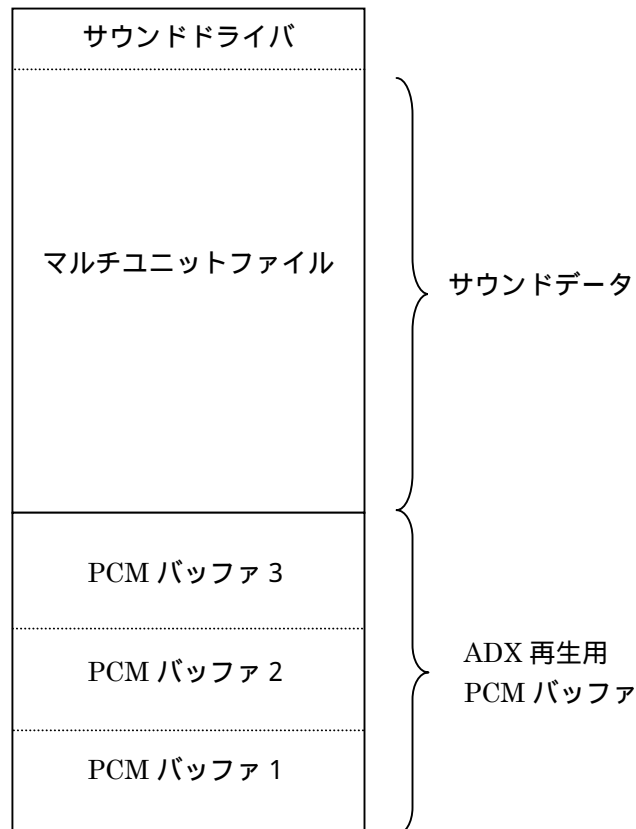 サウンドドライバ
マルチユニットファイル
サウンドデータ
PCM バッファ 3
PCM バッファ 2
ADX 再生用
PCM バッファ
PCM バッファ 1